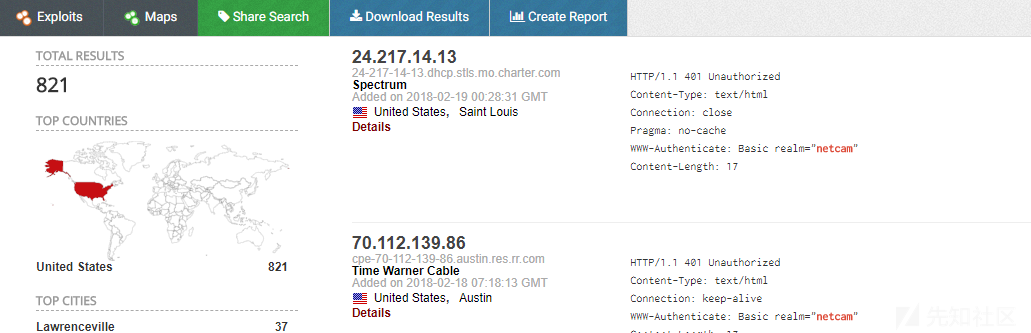 Exploits
Maps
Share Search
Download Results
Create Report
TOTAL RESULTS
821
TOP COUNTRIES
United States 821
TOP CITIES
Lawrenceville 37
24.217.14.13
24-217-14-13.dhcp.stls.mo.charter.com
Spectrum
Added on 2018-02-19 00:28:31 GMT
United States, Saint Louis
Details
HTTP/1.1 401 Unauthorized
Content-Type: text/html
Connection: close
Pragma: no-cache
WWW-Authenticate: Basic realm="netcam"
Content-Length: 17
70.112.139.86
cpe-70-112-139-86.austin.res.rr.com
Time Warner Cable
Added on 2018-02-18 07:18:13 GMT
United States, Austin
Details
HTTP/1.1 401 Unauthorized
Content-Type: text/html
Connection: keep-alive
WWW-Authenticate: Basic realm="netcam"
先知社区